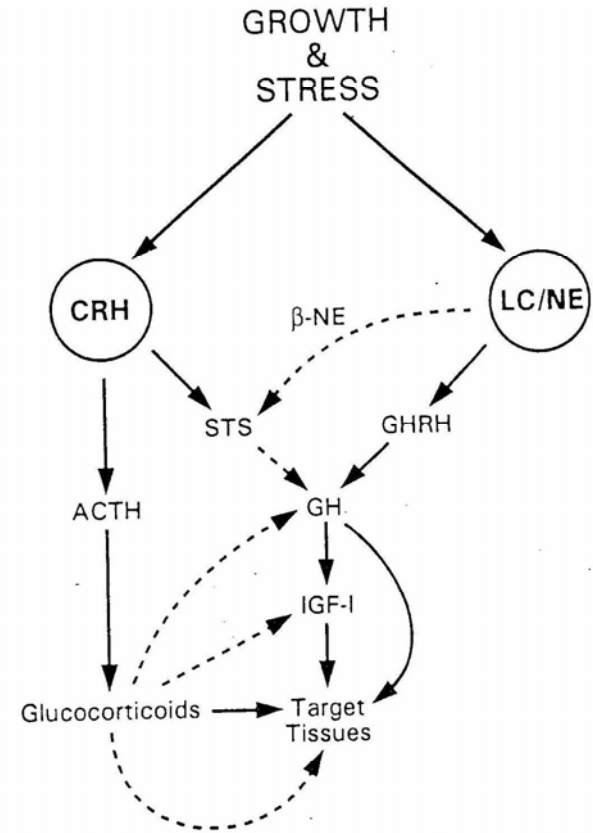 GROWTH
&
STRESS
CRH
LC/NE
β-NE
STS
GHRH
ACTH
GH
IGF-I
Glucocorticoids
Target
Tissues